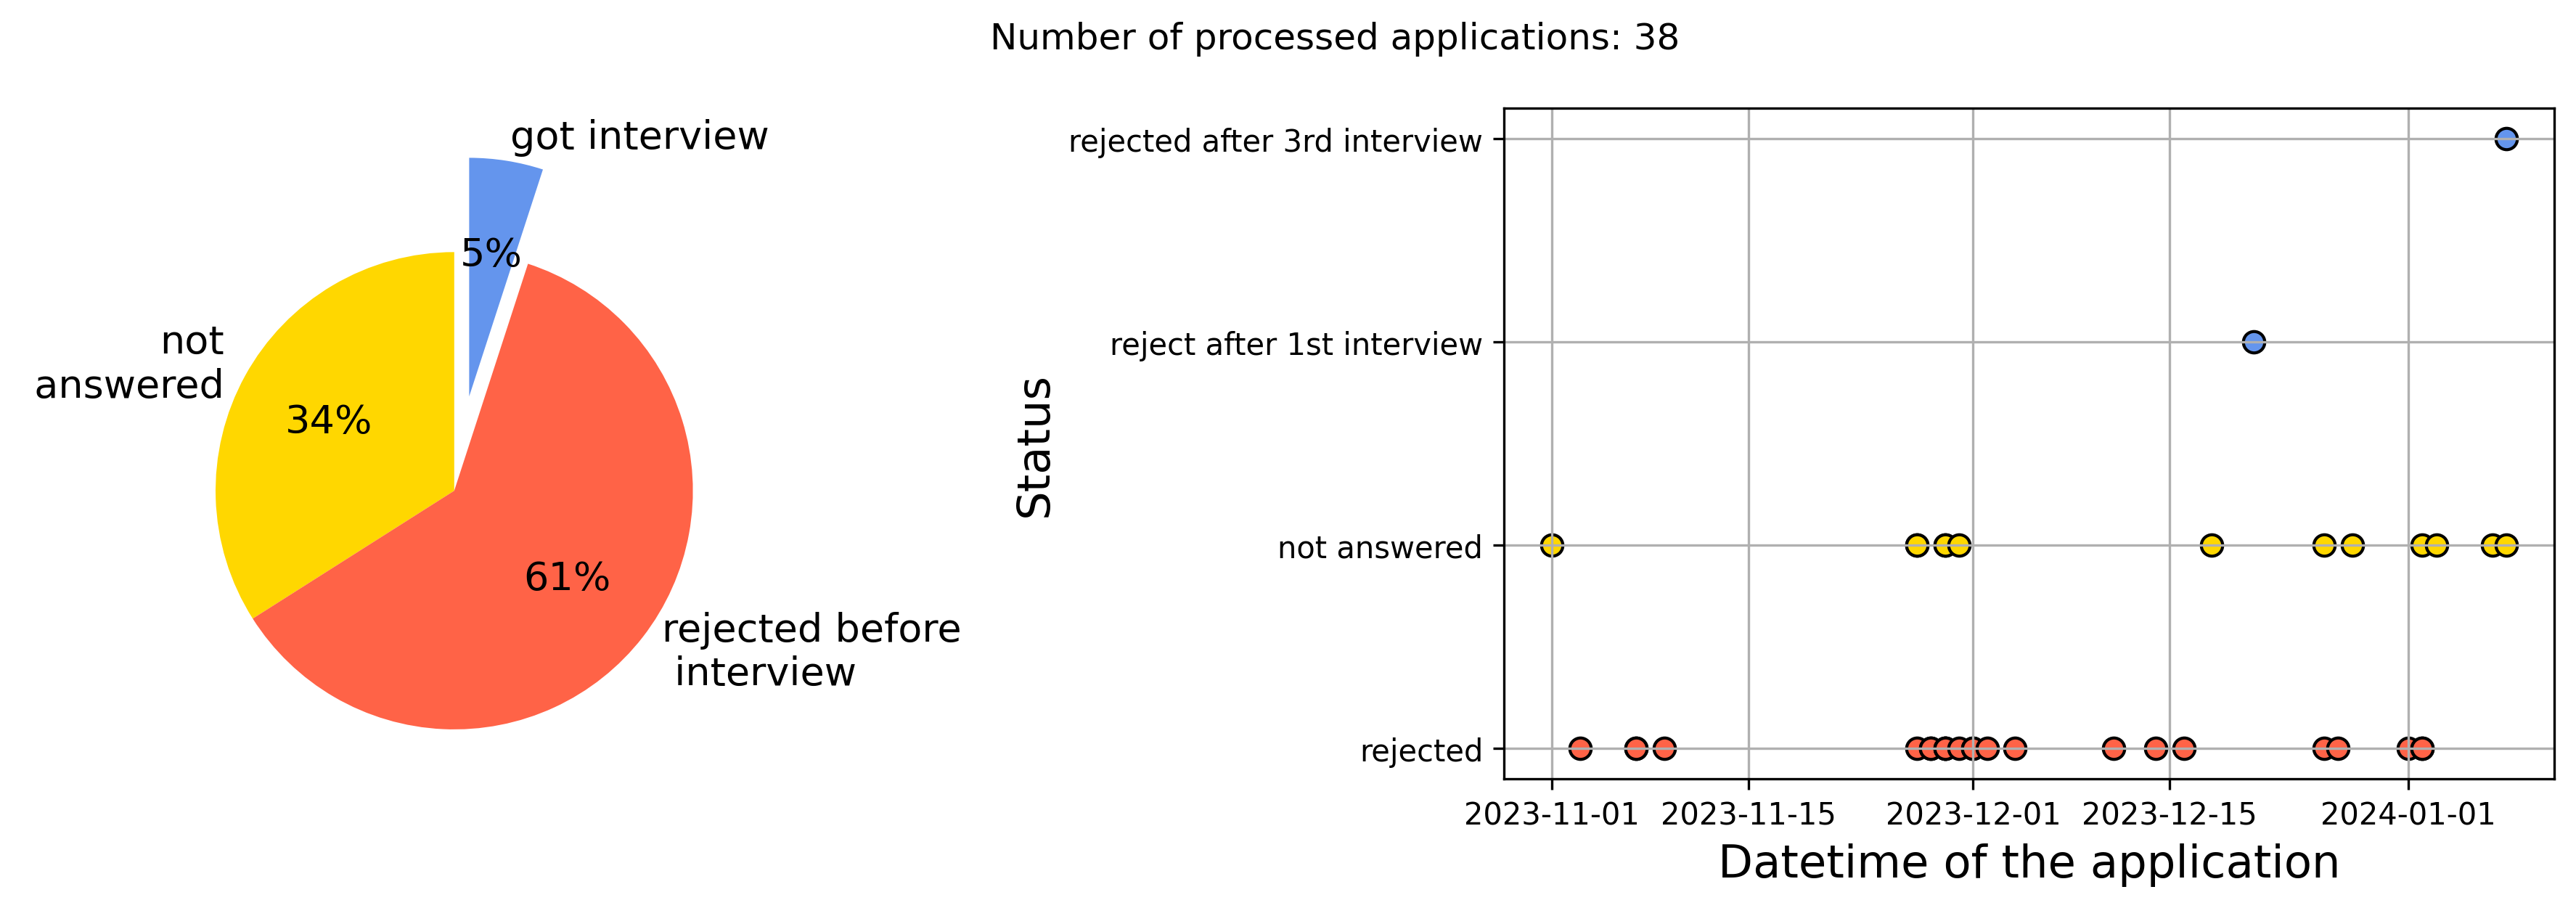 Number of processed applications: 38
got interview
5%
not
answered
34%
61%
rejected before
interview
Status
rejected after 3rd interview
reject after 1st interview
not answered
rejected
2023-11-01 2023-11-15 2023-12-01 2023-12-15 2024-01-01
Datetime of the application